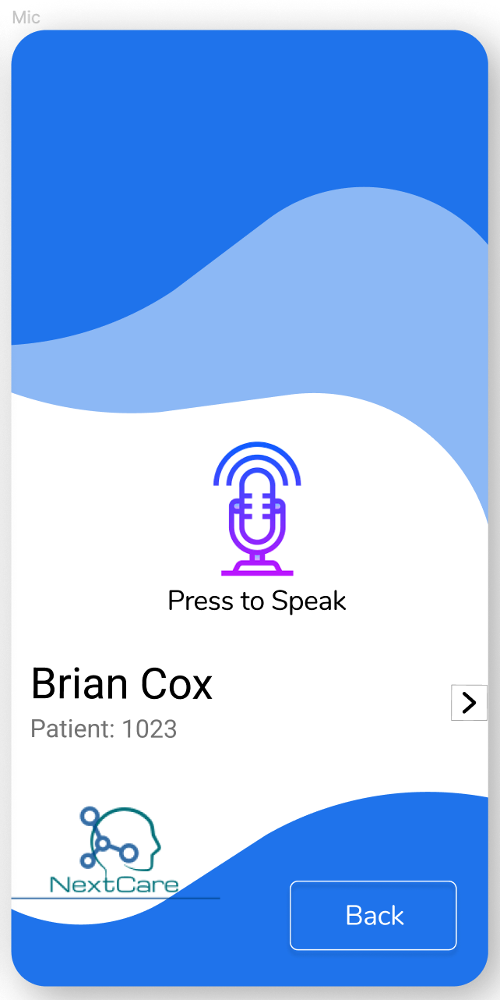 Mic
Press to Speak
Brian Cox
Patient: 1023
NextCare
Back